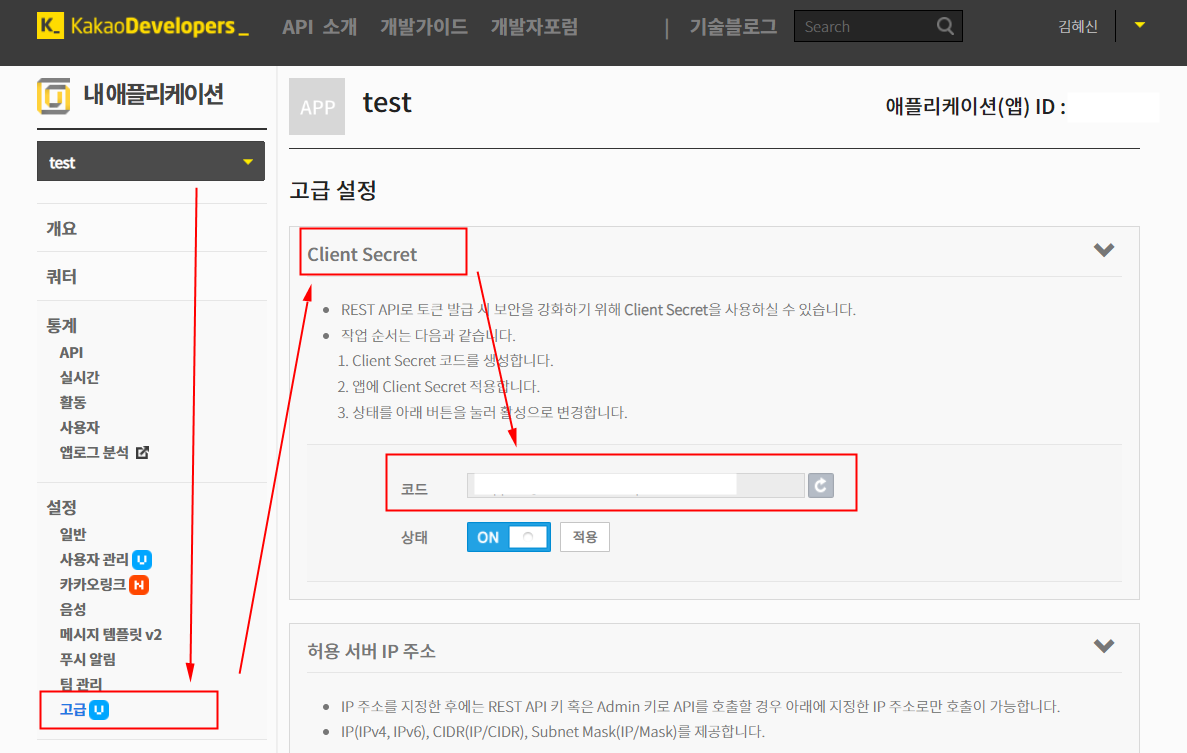 K_ KakaoDevelopers_ API 소개 개발가이드 개발자포럼 | 기술블로그 Search 김혜신
내 애플리케이션
APP test
애플리케이션(앱) ID :
test
고급 설정
개요
쿼터
통계
API
실시간
활동
사용자
앱로그 분석
설정
일반
사용자 관리 U
카카오링크 N
음성
메시지 템플릿 v2
푸시 알림
팀 관리
고급 U
Client Secret
REST API로 토큰 발급 시 보안을 강화하기 위해 Client Secret을 사용하실 수 있습니다.
작업 순서는 다음과 같습니다.
1. Client Secret 코드를 생성합니다.
2. 앱에 Client Secret 적용합니다.
3. 상태를 아래 버튼을 눌러 활성으로 변경합니다.
코드
상태 ON 적용
허용 서버 IP 주소
IP 주소를 지정한 후에는 REST API 키 혹은 Admin 키로 API를 호출할 경우 아래에 지정한 IP 주소로만 호출이 가능합니다.
IP(IPv4, IPv6), CIDR(IP/CIDR), Subnet Mask(IP/Mask)를 제공합니다.